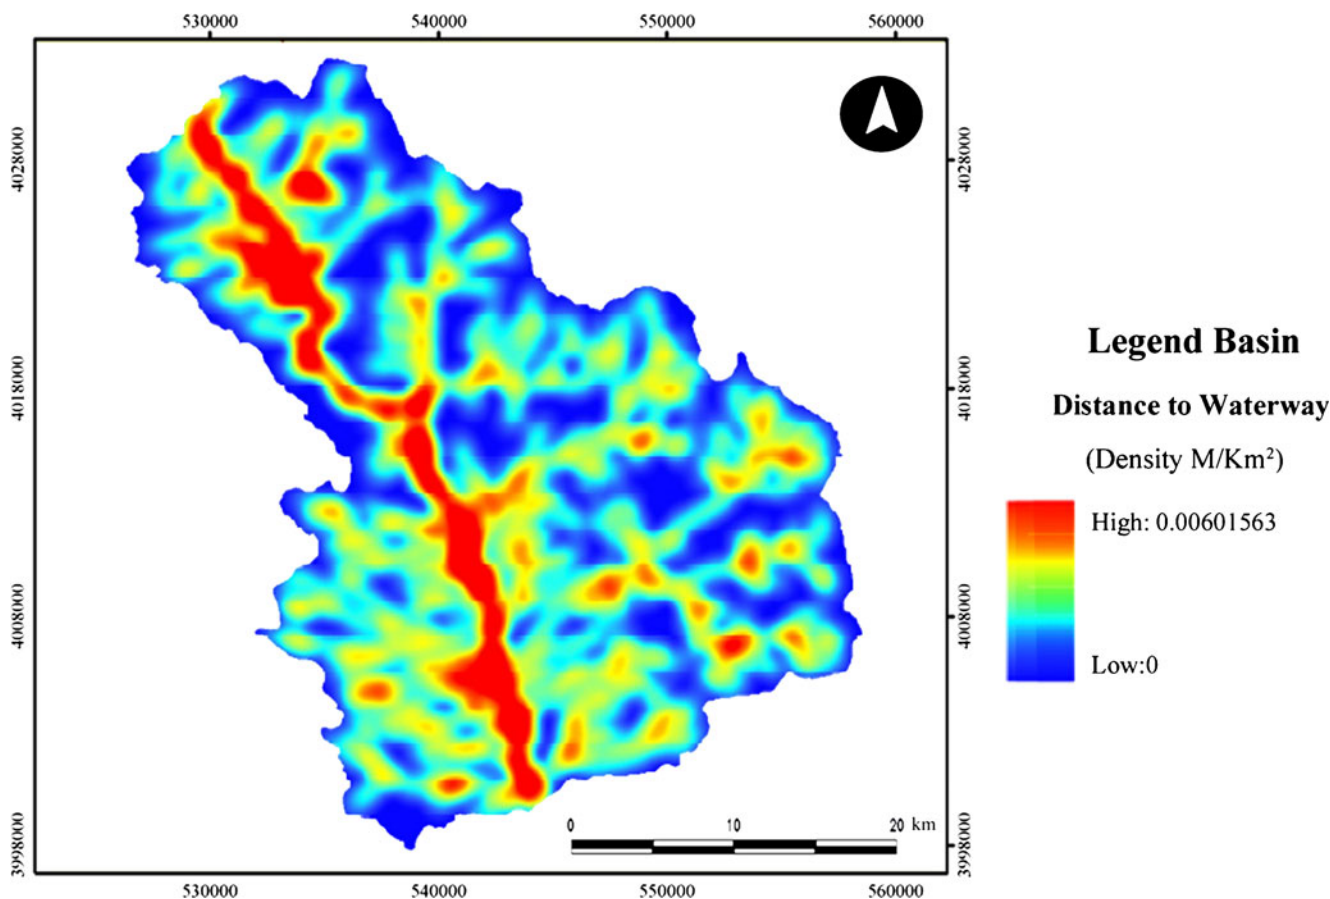 530000 540000 550000 560000
4028000 4028000
4018000 4018000
4008000 4008000
3998000 3998000
0 10 20 km
530000 540000 550000 560000
Legend Basin
Distance to Waterway
(Density M/Km²)
High: 0.00601563
Low:0